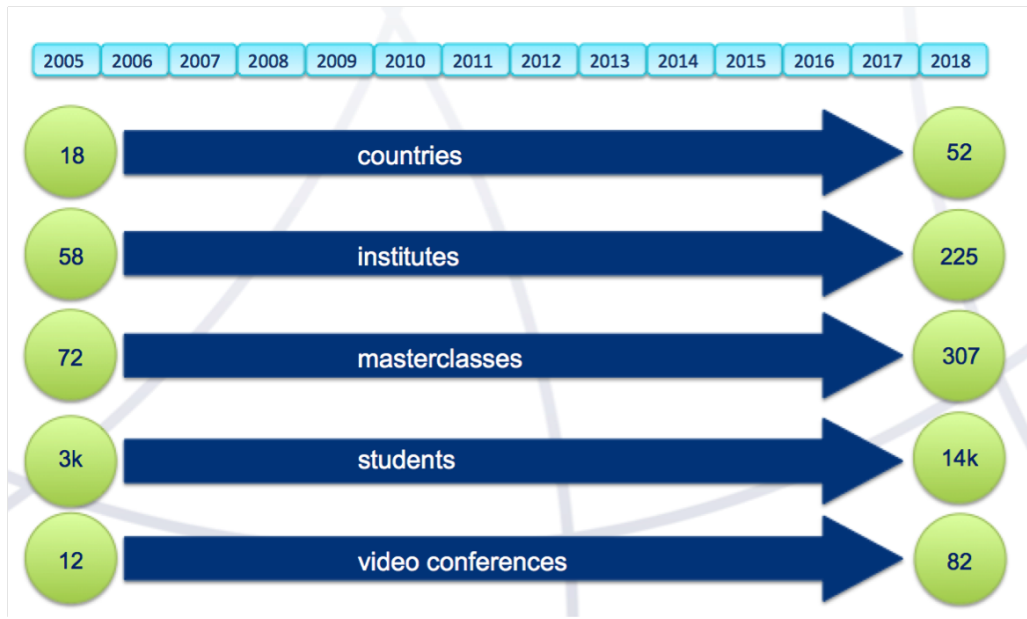 2005 2006 2007 2008 2009 2010 2011 2012 2013 2014 2015 2016 2017 2018
18 countries 52
58 institutes 225
72 masterclasses 307
3k students 14k
12 video conferences 82